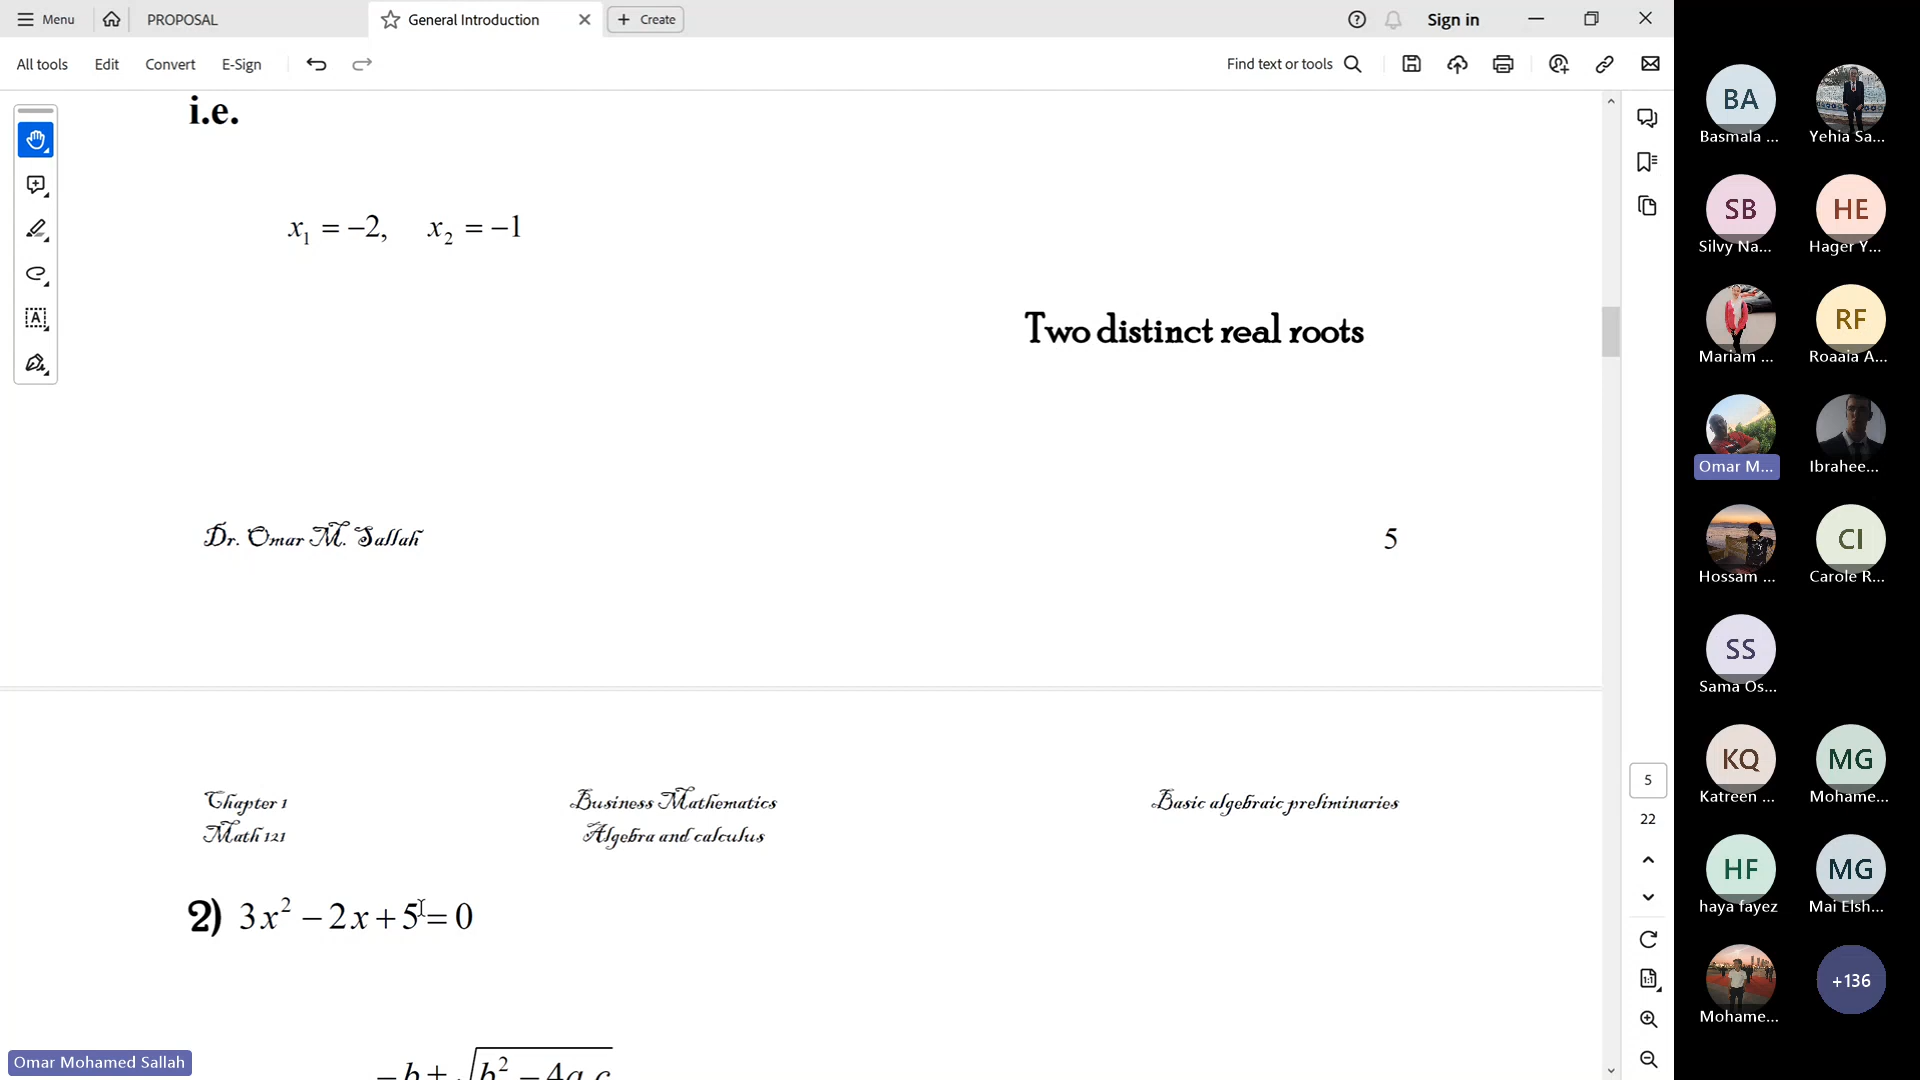 Menu
PROPOSAL
General Introduction
Create
Sign in
All tools
Edit
Convert
E-Sign
Find text or tools
i.e.
x₁ = −2, x₂ = −1
Two distinct real roots
Dr. Omar M. Sallah
5
Chapter 1
Business Mathematics
Basic algebraic preliminaries
Math 121
Algebra and calculus
2) 3x² − 2x + 5 = 0
−b ± √b² − 4a c
5
22
Omar Mohamed Sallah
BA
Basmala ...
Yehia Sa...
SB
Silvy Na...
HE
Hager Y...
Mariam ...
RF
Roaaia A...
Omar M...
Ibrahee...
Hossam ...
CI
Carole R...
SS
Sama Os...
KQ
Katreen ...
MG
Mohame...
HF
haya fayez
MG
Mai Elsh...
Mohame...
+136